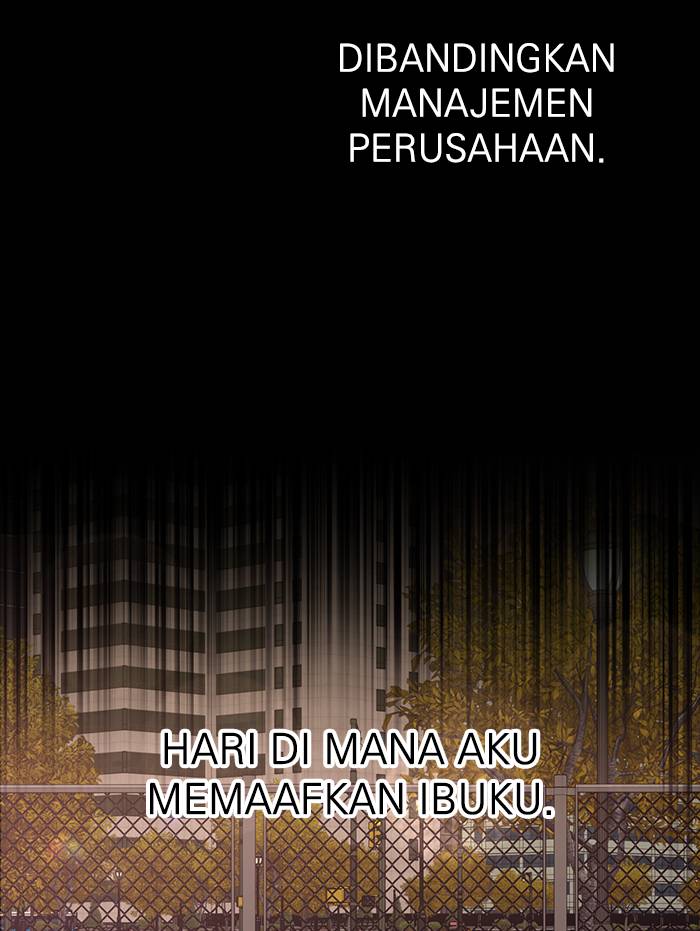 DIBANDINGKAN
MANAJEMEN
PERUSAHAAN.
HARI DI MANA AKU
MEMAAFKAN IBUKU.